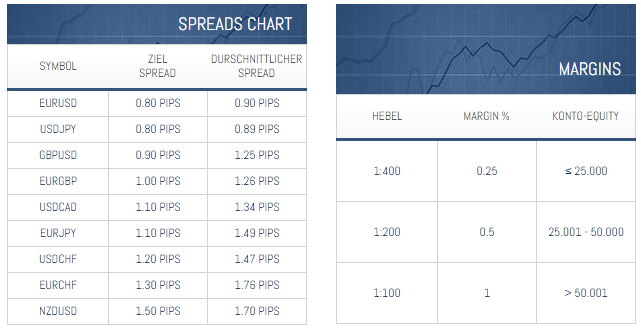 SPREADS CHART
SYMBOL ZIEL SPREAD DURSCHNITTLICHER SPREAD
EURUSD 0.80 PIPS 0.90 PIPS
USDJPY 0.80 PIPS 0.89 PIPS
GBPUSD 0.90 PIPS 1.25 PIPS
EURGBP 1.00 PIPS 1.26 PIPS
USDCAD 1.10 PIPS 1.34 PIPS
EURJPY 1.10 PIPS 1.49 PIPS
USDCHF 1.20 PIPS 1.47 PIPS
EURCHF 1.30 PIPS 1.76 PIPS
NZDUSD 1.50 PIPS 1.70 PIPS
MARGINS
HEBEL MARGIN % KONTO-EQUITY
1:400 0.25 ≤ 25.000
1:200 0.5 25.001 - 50.000
1:100 1 > 50.001